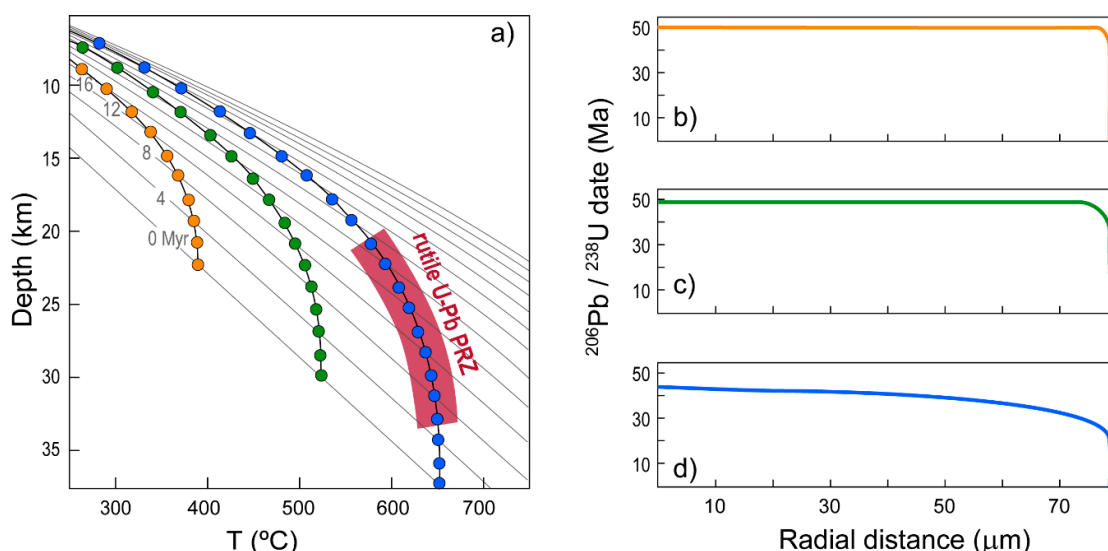 a)
10
15
20
25
30
35
Depth (km)
16
12
8
4
0 Myr
rutile U-Pb PRZ
300
400
500
600
700
T (ºC)
206Pb / 238U date (Ma)
50
30
10
b)
50
30
10
c)
50
30
10
d)
10
30
50
70
Radial distance (μm)